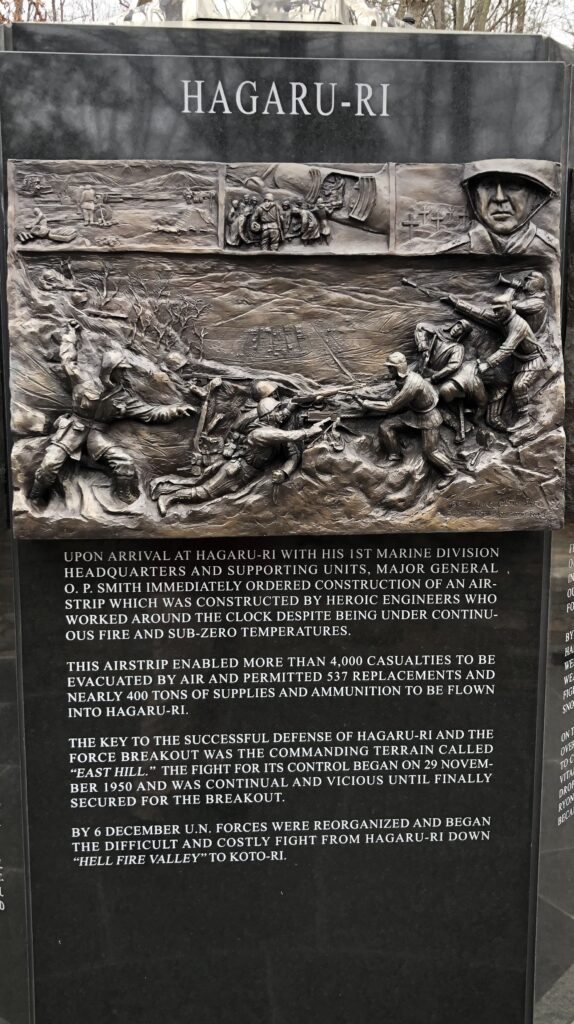 HAGARU-RI
UPON ARRIVAL AT HAGARU-RI WITH HIS 1ST MARINE DIVISION
HEADQUARTERS AND SUPPORTING UNITS, MAJOR GENERAL
O. P. SMITH IMMEDIATELY ORDERED CONSTRUCTION OF AN AIR-
STRIP WHICH WAS CONSTRUCTED BY HEROIC ENGINEERS WHO
WORKED AROUND THE CLOCK DESPITE BEING UNDER CONTINU-
OUS FIRE AND SUB-ZERO TEMPERATURES.
THIS AIRSTRIP ENABLED MORE THAN 4,000 CASUALTIES TO BE
EVACUATED BY AIR AND PERMITTED 537 REPLACEMENTS AND
NEARLY 400 TONS OF SUPPLIES AND AMMUNITION TO BE FLOWN
INTO HAGARU-RI.
THE KEY TO THE SUCCESSFUL DEFENSE OF HAGARU-RI AND THE
FORCE BREAKOUT WAS THE COMMANDING TERRAIN CALLED
"EAST HILL." THE FIGHT FOR ITS CONTROL BEGAN ON 29 NOVEM-
BER 1950 AND WAS CONTINUAL AND VICIOUS UNTIL FINALLY
SECURED FOR THE BREAKOUT.
BY 6 DECEMBER U.N. FORCES WERE REORGANIZED AND BEGAN
THE DIFFICULT AND COSTLY FIGHT FROM HAGARU-RI DOWN
"HELL FIRE VALLEY" TO KOTO-RI.